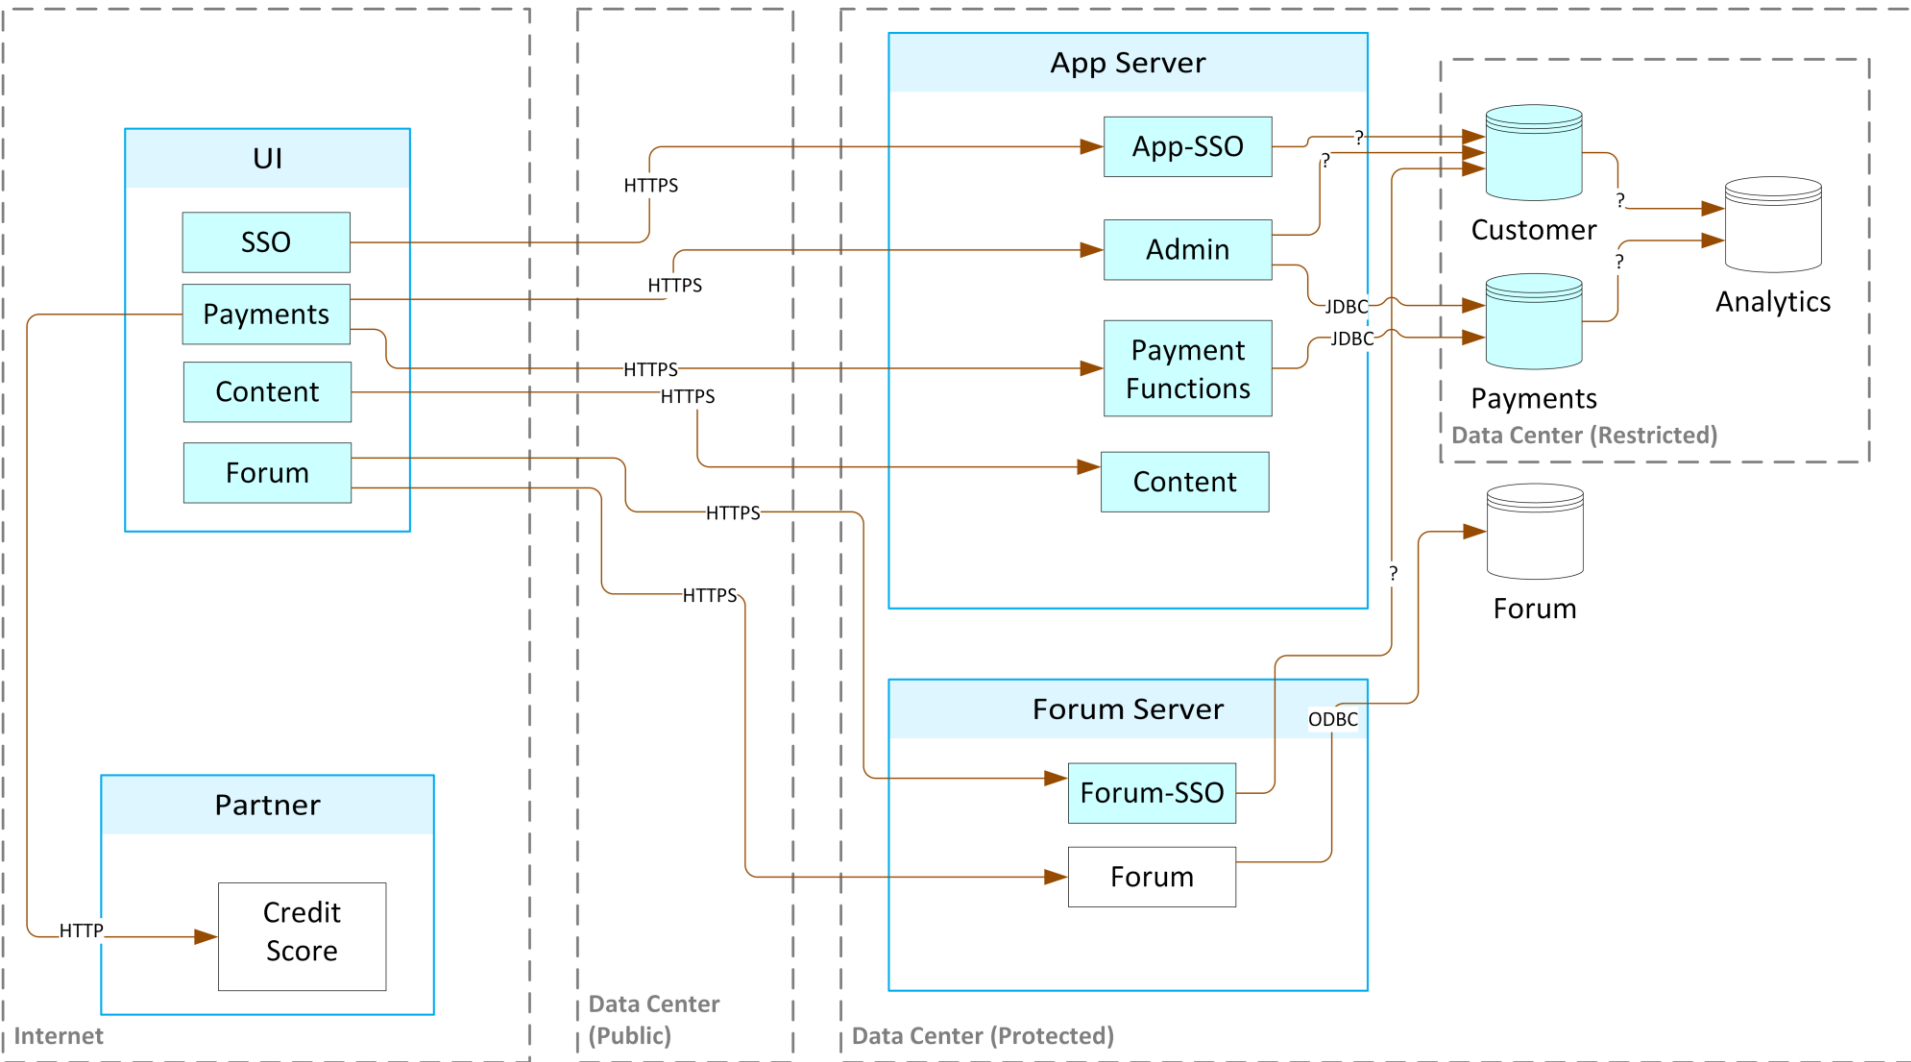 UI
SSO
Payments
Content
Forum
HTTPS
HTTPS
HTTPS
HTTPS
HTTPS
HTTPS
HTTP
Partner
Credit
Score
Internet
Data Center
(Public)
App Server
App-SSO
Admin
Payment
Functions
Content
?
?
JDBC
JDBC
?
Forum Server
ODBC
Forum-SSO
Forum
Customer
Payments
?
?
Analytics
Data Center (Restricted)
Forum
Data Center (Protected)